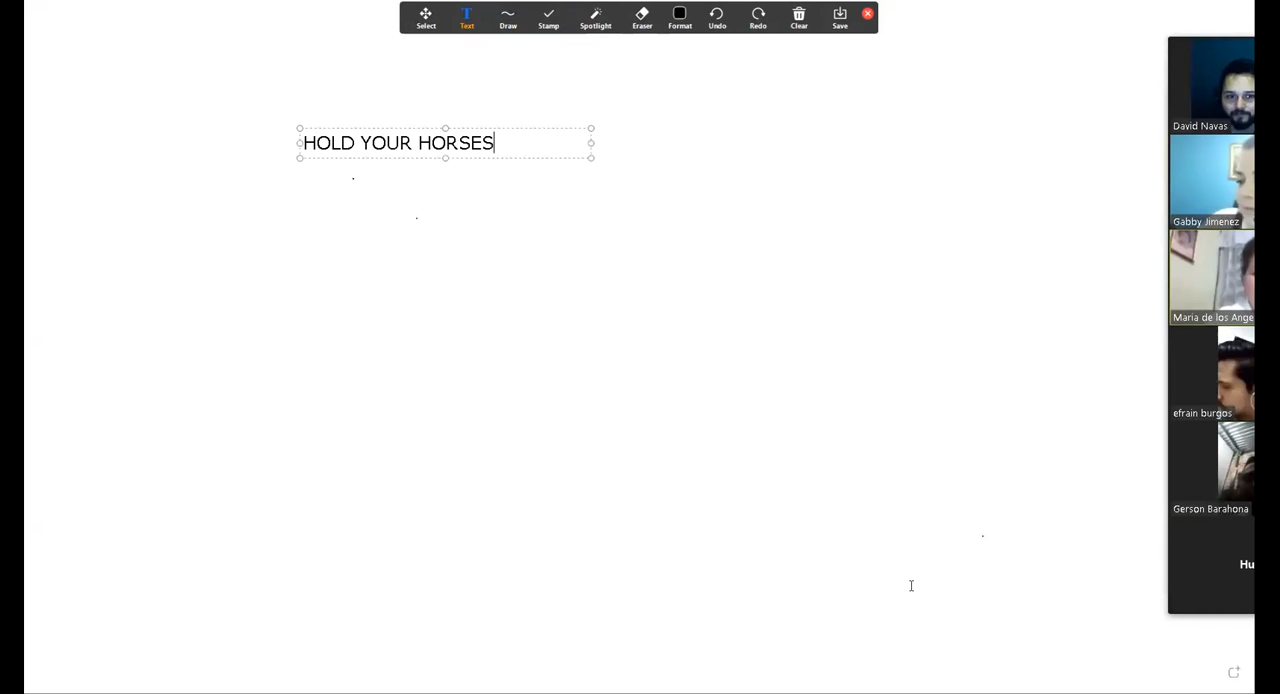 Select Text Draw Stamp Spotlight Eraser Format Undo Redo Clear Save
HOLD YOUR HORSES
David Navas
Gabby Jimenez
Maria de los Ange
efrain burgos
Gerson Barahona
Hu